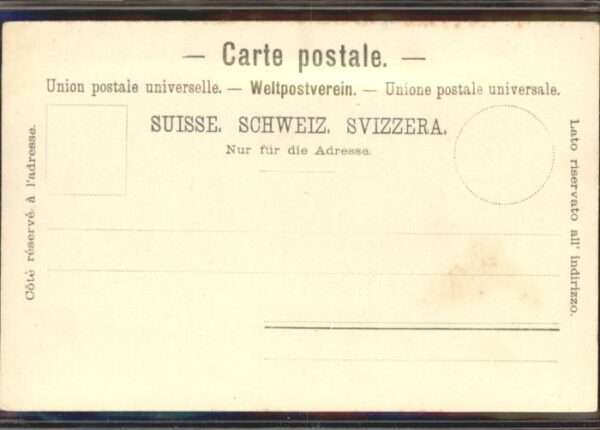 — Carte postale. —
Union postale universelle. — Weltpostverein. — Unione postale universale.
SUISSE. SCHWEIZ. SVIZZERA.
Nur für die Adresse.
Côté réservé à l'adresse.
Lato riservato all' indirizzo.